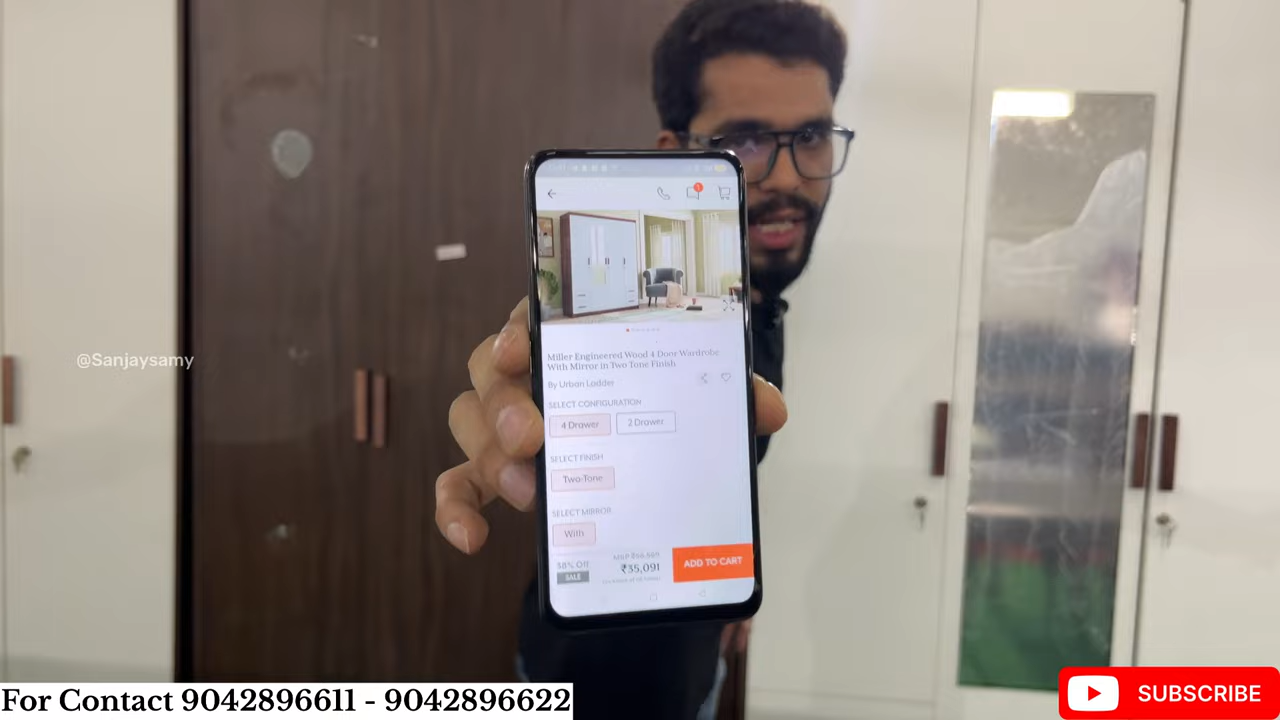 Miller Engineered Wood 4 Door Wardrobe
With Mirror in Two Tone Finish
By Urban Ladder
SELECT CONFIGURATION
4 Drawer 2 Drawer
SELECT FINISH
Two-Tone
SELECT MIRROR
With
Off
MRP
SALE
₹35,091
ADD TO CART
@Sanjaysamy
For Contact 9042896611 - 9042896622
SUBSCRIBE